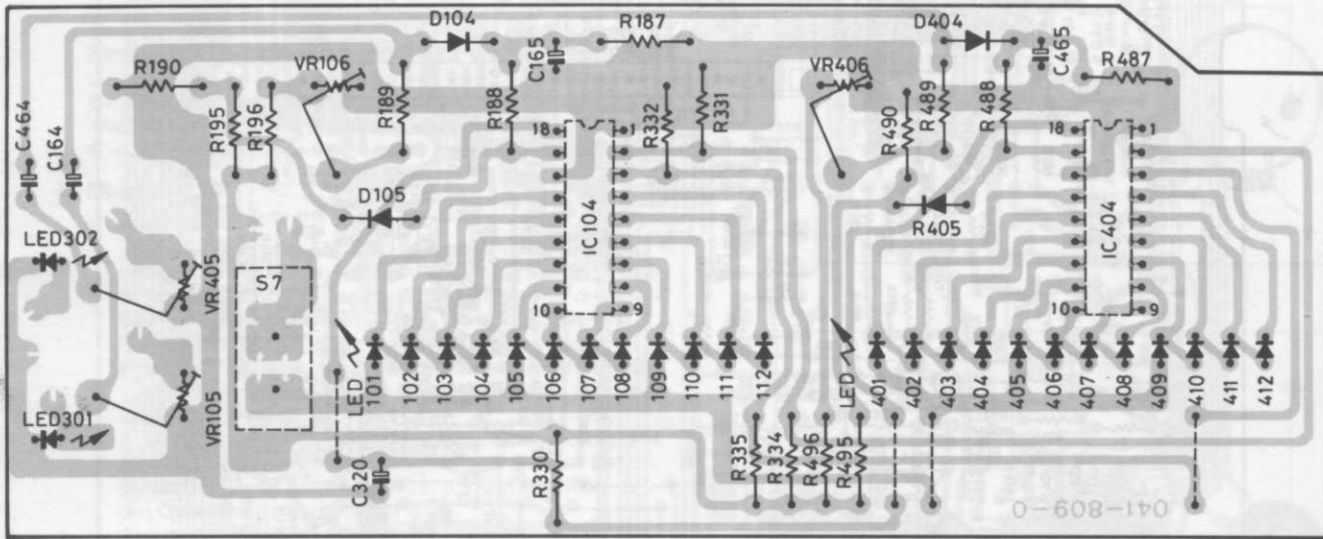 D104
R187
D404
C165
C465
R190
VR106
R189
R188
R332
R331
VR406
R490
R489
R488
R487
C464
C164
R195
R196
18
1
18
1
D105
IC104
R405
IC404
LED302
VR405
S7
10
9
10
9
LED
101
102
103
104
105
106
107
108
109
110
111
112
LED
401
402
403
404
405
406
407
408
409
410
411
412
LED301
VR105
C320
R330
R335
R334
R496
R495
041-809-0